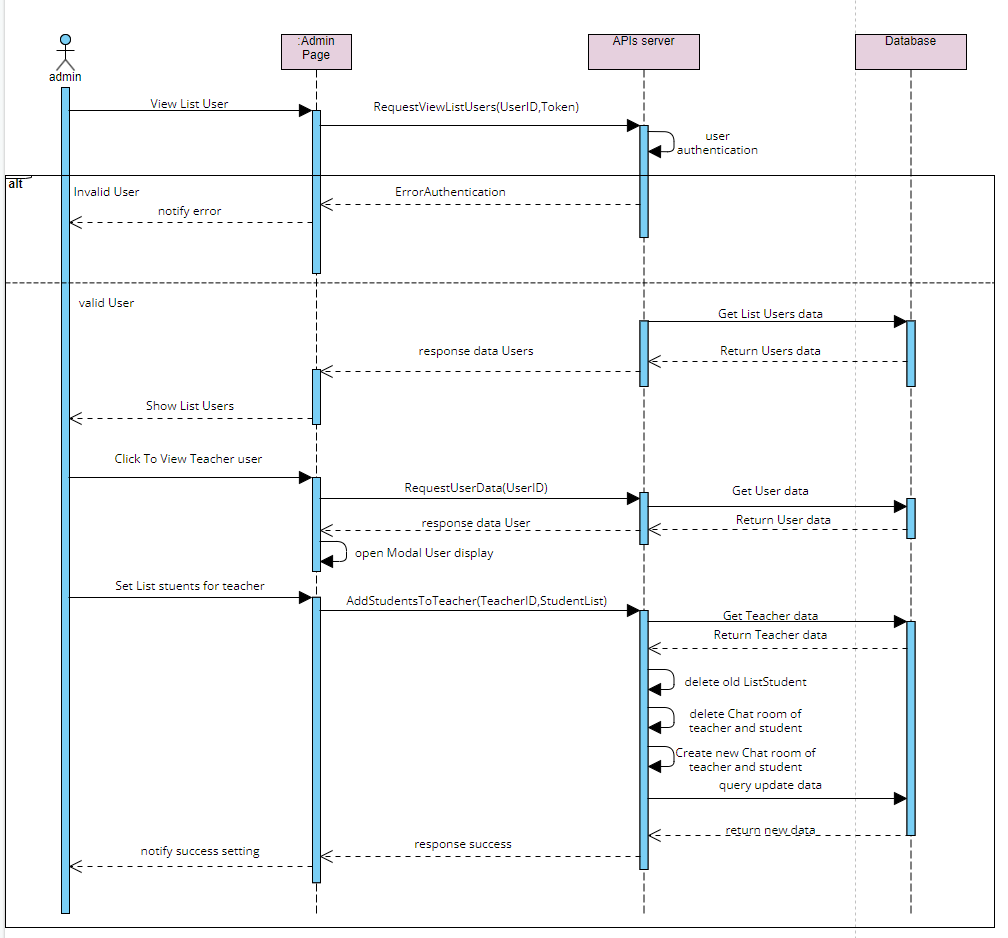 :Admin
Page
APIs server
Database
admin
View List User
RequestViewListUsers(UserID,Token)
user
authentication
alt
Invalid User
ErrorAuthentication
notify error
valid User
Get List Users data
response data Users
Return Users data
Show List Users
Click To View Teacher user
RequestUserData(UserID)
Get User data
response data User
Return User data
open Modal User display
Set List stuents for teacher
AddStudentsToTeacher(TeacherID,StudentList)
Get Teacher data
Return Teacher data
delete old ListStudent
delete Chat room of
teacher and student
Create new Chat room of
teacher and student
query update data
return new data
response success
notify success setting